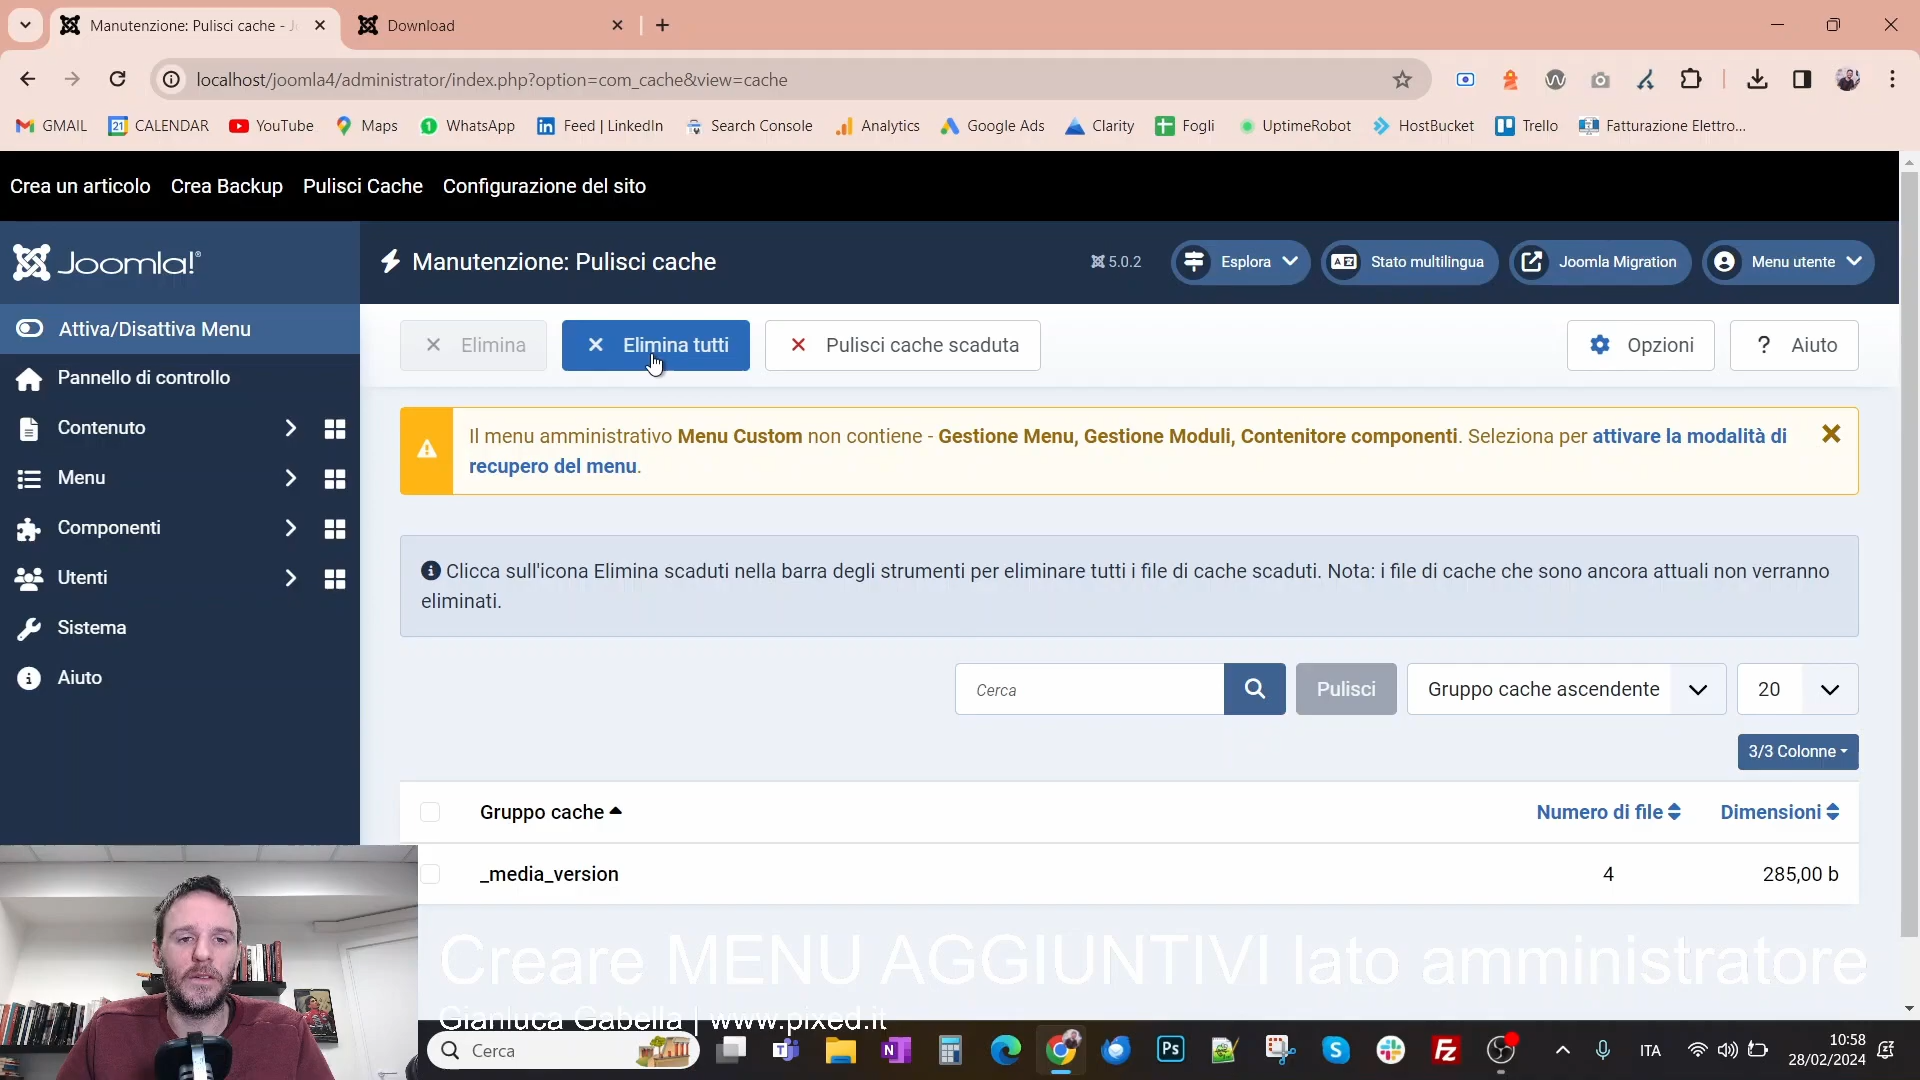 Manutenzione: Pulisci cache - J
Download
localhost/joomla4/administrator/index.php?option=com_cache&view=cache
GMAIL
21 CALENDAR
YouTube
Maps
WhatsApp
Feed | LinkedIn
Search Console
Analytics
Google Ads
Clarity
Fogli
UptimeRobot
HostBucket
Trello
Fatturazione Elettro...
Crea un articolo
Crea Backup
Pulisci Cache
Configurazione del sito
Joomla!®
Manutenzione: Pulisci cache
5.0.2
Esplora
Stato multilingua
Joomla Migration
Menu utente
Attiva/Disattiva Menu
Pannello di controllo
Contenuto
Menu
Componenti
Utenti
Sistema
Aiuto
Elimina
Elimina tutti
Pulisci cache scaduta
Opzioni
? Aiuto
Il menu amministrativo Menu Custom non contiene - Gestione Menu, Gestione Moduli, Contenitore componenti. Seleziona per attivare la modalità di
recupero del menu.
Clicca sull'icona Elimina scaduti nella barra degli strumenti per eliminare tutti i file di cache scaduti. Nota: i file di cache che sono ancora attuali non verranno
eliminati.
Cerca
Pulisci
Gruppo cache ascendente
20
3/3 Colonne
Gruppo cache
Numero di file
Dimensioni
_media_version
4
285,00 b
Creare MENU AGGIUNTIVI lato amministratore
Gianluca Gabella | www.pixed.it
Cerca
ITA
10:58
28/02/2024